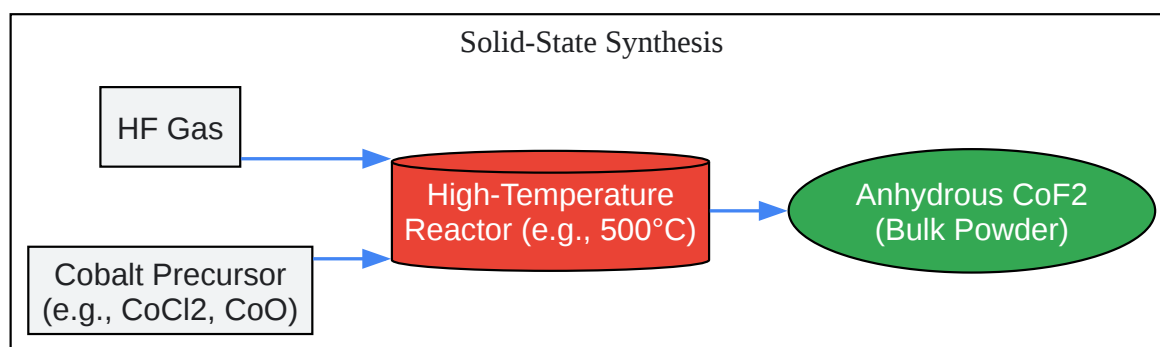 Solid-State Synthesis
HF Gas
Cobalt Precursor
(e.g., CoCl2, CoO)
High-Temperature
Reactor (e.g., 500°C)
Anhydrous CoF2
(Bulk Powder)